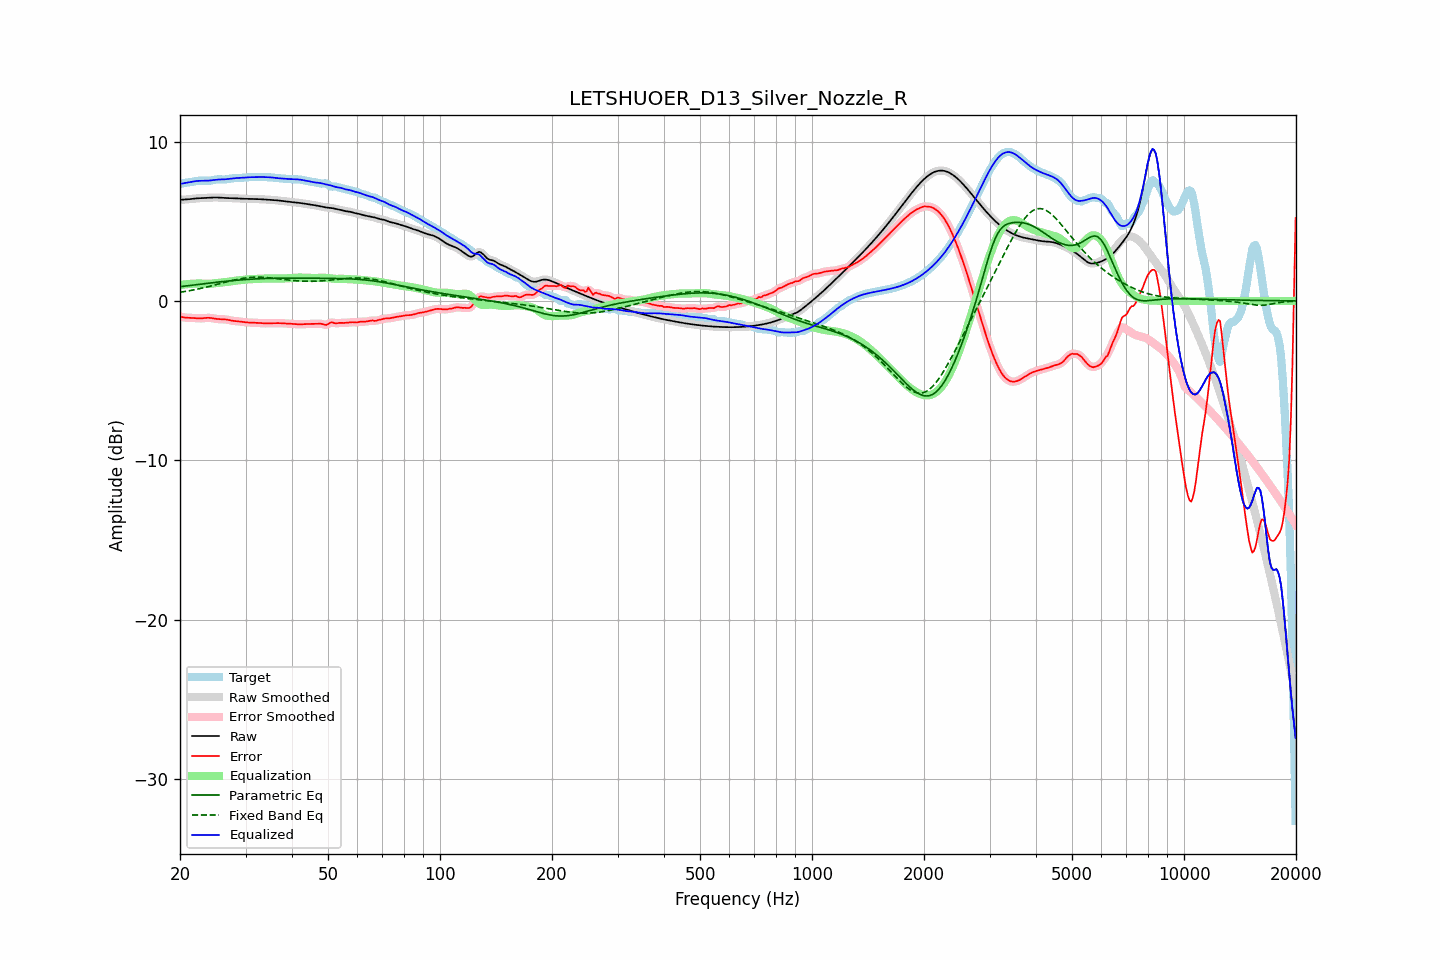 LETSHUOER_D13_Silver_Nozzle_R
10
0
−10
−20
−30
Amplitude (dBr)
Target
Raw Smoothed
Error Smoothed
Raw
Error
Equalization
Parametric Eq
Fixed Band Eq
Equalized
20
50
100
200
500
1000
2000
5000
10000
20000
Frequency (Hz)